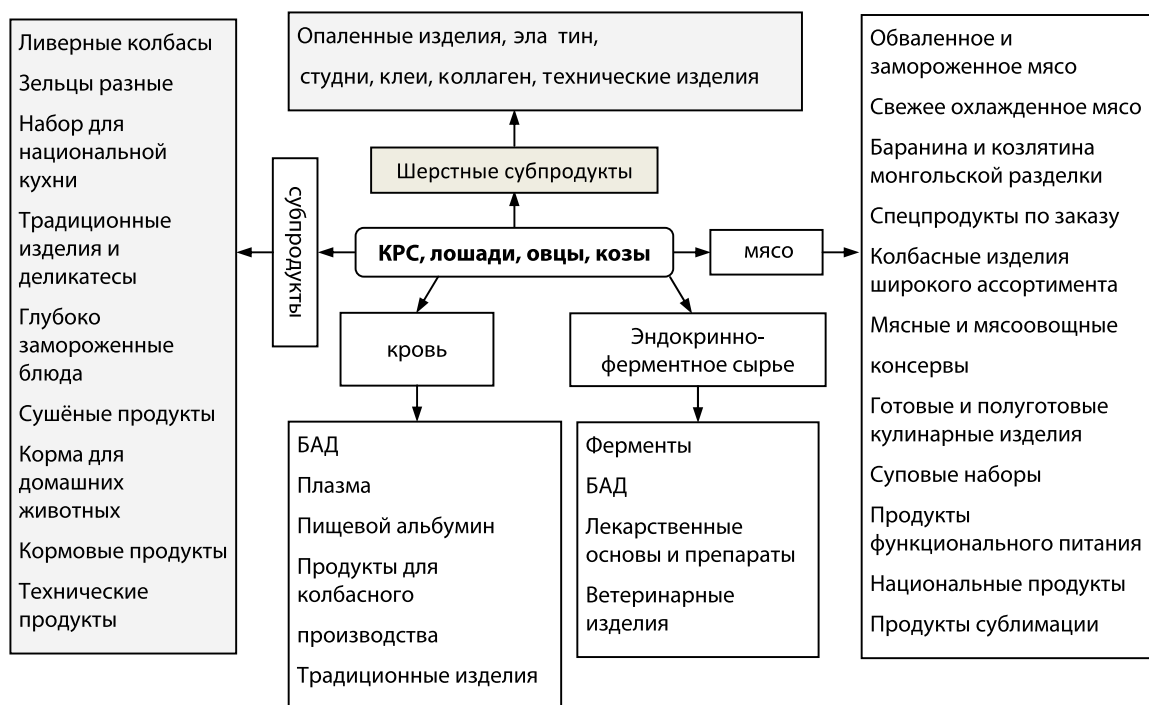 Ливерные колбасы
Зельцы разные
Набор для
национальной
кухни
Традиционные
изделия и
деликатесы
Глубоко
замороженные
блюда
Сушёные продукты
Корма для
домашних
животных
Кормовые продукты
Технические
продукты
Опаленные изделия, эла тин,
студни, клеи, коллаген, технические изделия
Шерстные субпродукты
субпродукты
КРС, лошади, овцы, козы
мясо
кровь
Эндокринно-
ферментное сырье
БАД
Плазма
Пищевой альбумин
Продукты для
колбасного
производства
Традиционные изделия
Ферменты
БАД
Лекарственные
основы и препараты
Ветеринарные
изделия
Обваленное и
замороженное мясо
Свежее охлажденное мясо
Баранина и козлятина
монгольской разделки
Спецпродукты по заказу
Колбасные изделия
широкого ассортимента
Мясные и мясоовощные
консервы
Готовые и полуготовые
кулинарные изделия
Суповые наборы
Продукты
функционального питания
Национальные продукты
Продукты сублимации